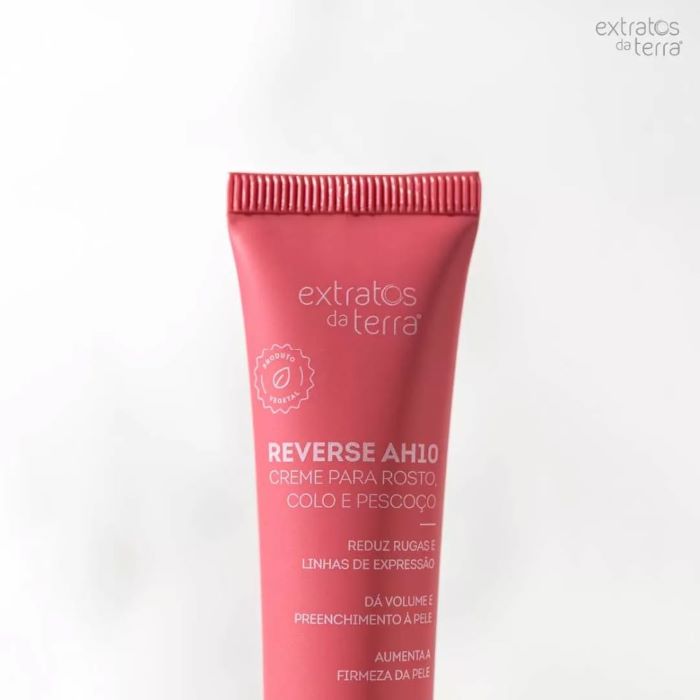 extratos
da terra®
extratos
da terra®
PRODUTO
VEGETAL
REVERSE AH10
CREME PARA ROSTO,
COLO E PESCOÇO
REDUZ RUGAS E
LINHAS DE EXPRESSÃO
DÁ VOLUME E
PREENCHIMENTO À PELE
AUMENTA A
FIRMEZA DA PELE